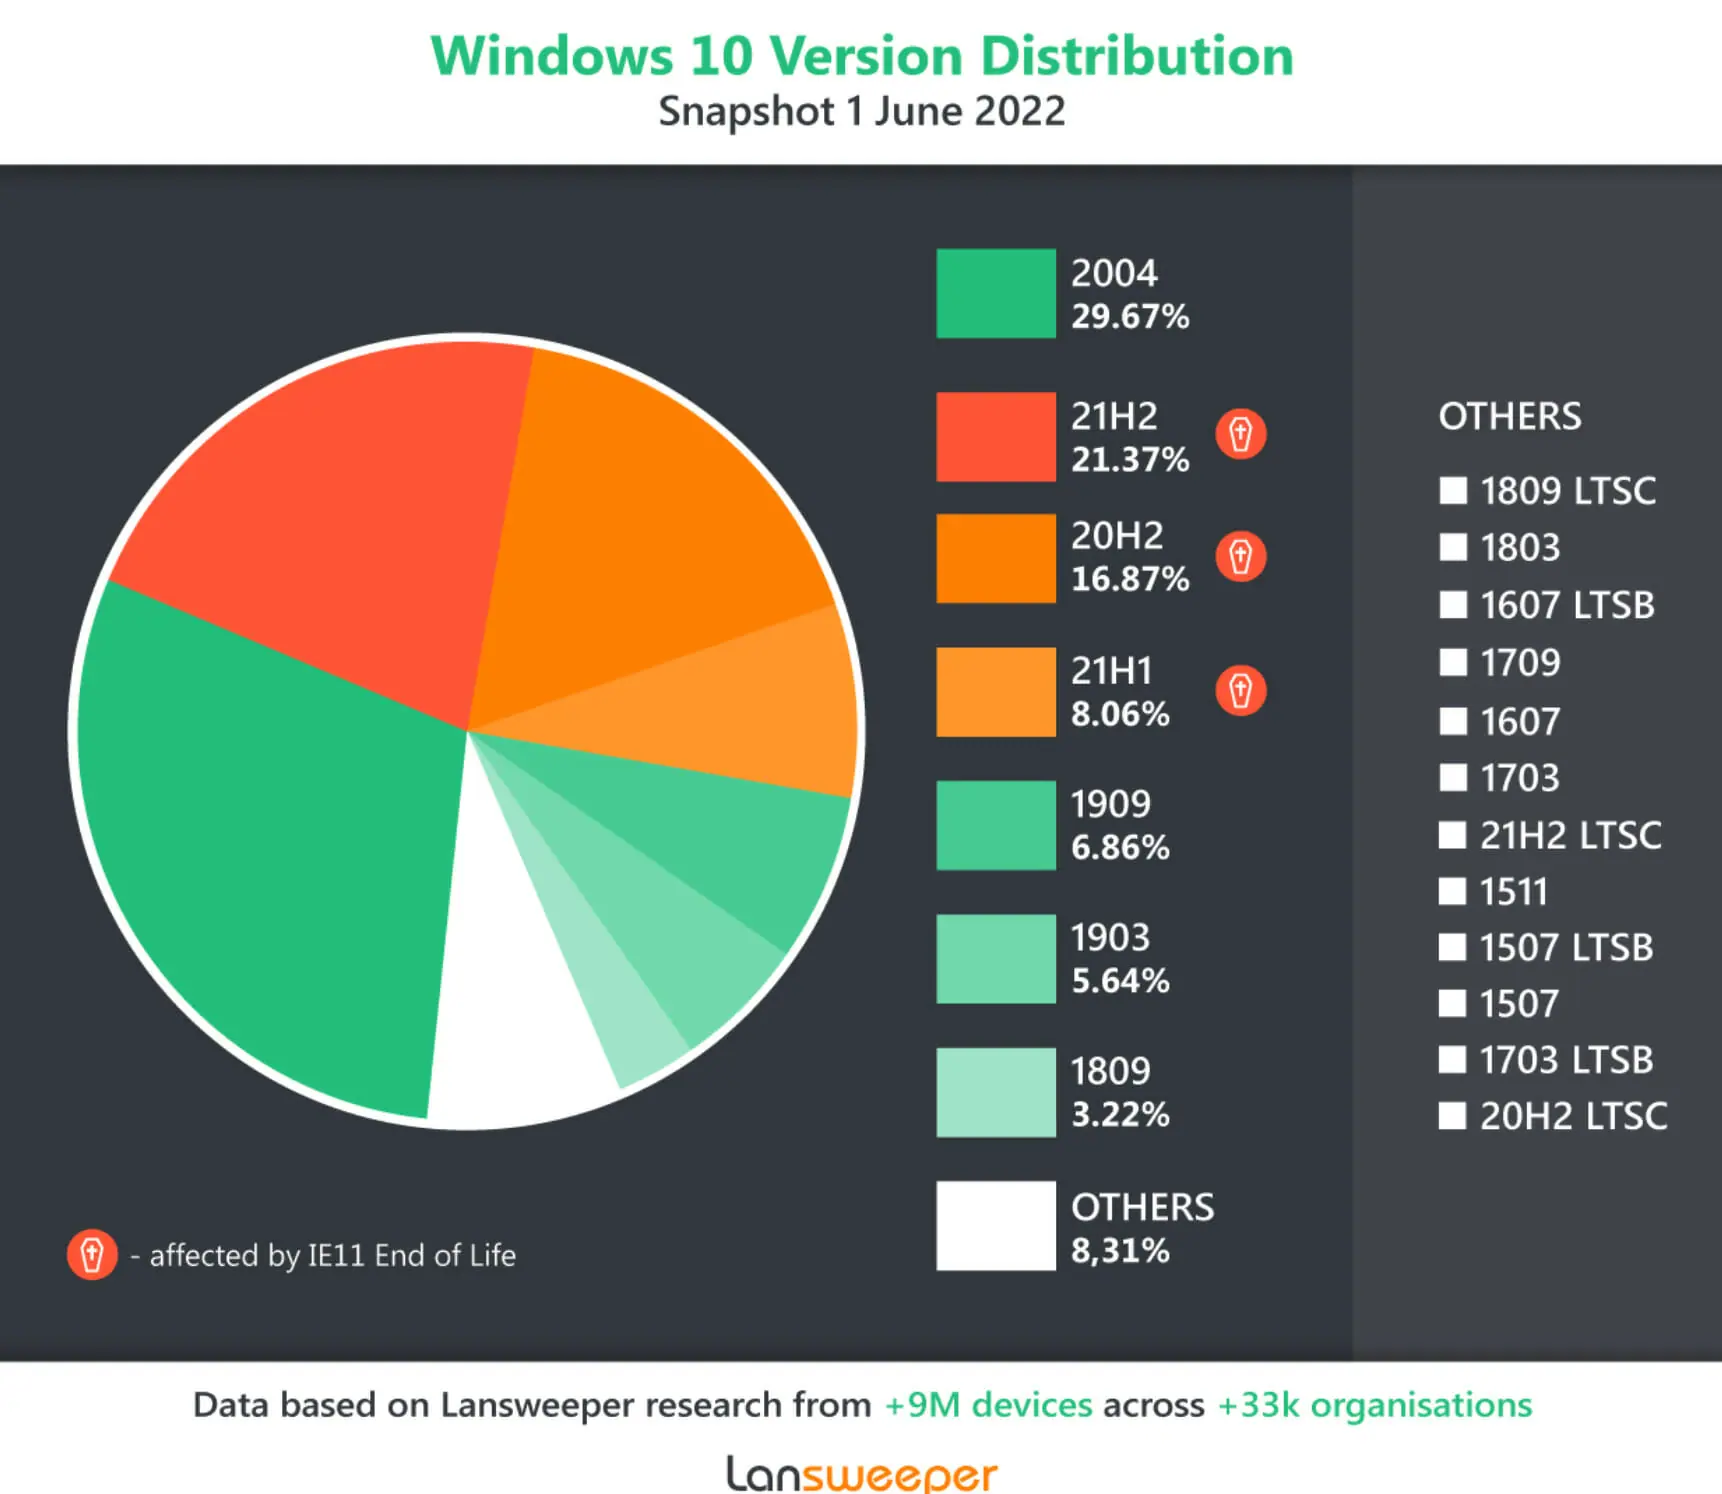 Windows 10 Version Distribution
Snapshot 1 June 2022
2004
29.67%
21H2
21.37%
20H2
16.87%
21H1
8.06%
1909
6.86%
1903
5.64%
1809
3.22%
OTHERS
8,31%
OTHERS
1809 LTSC
1803
1607 LTSB
1709
1607
1703
21H2 LTSC
1511
1507 LTSB
1507
1703 LTSB
20H2 LTSC
- affected by IE11 End of Life
Data based on Lansweeper research from +9M devices across +33k organisations
Lansweeper